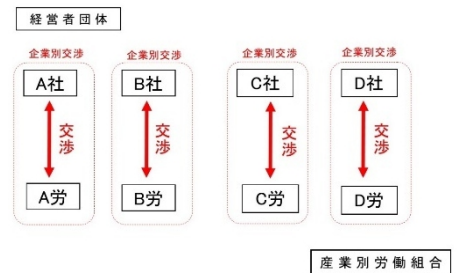 経営者団体
企業別交渉
企業別交渉
企業別交渉
企業別交渉
A社
B社
C社
D社
交渉
交渉
交渉
交渉
A労
B労
C労
D労
産業別労働組合